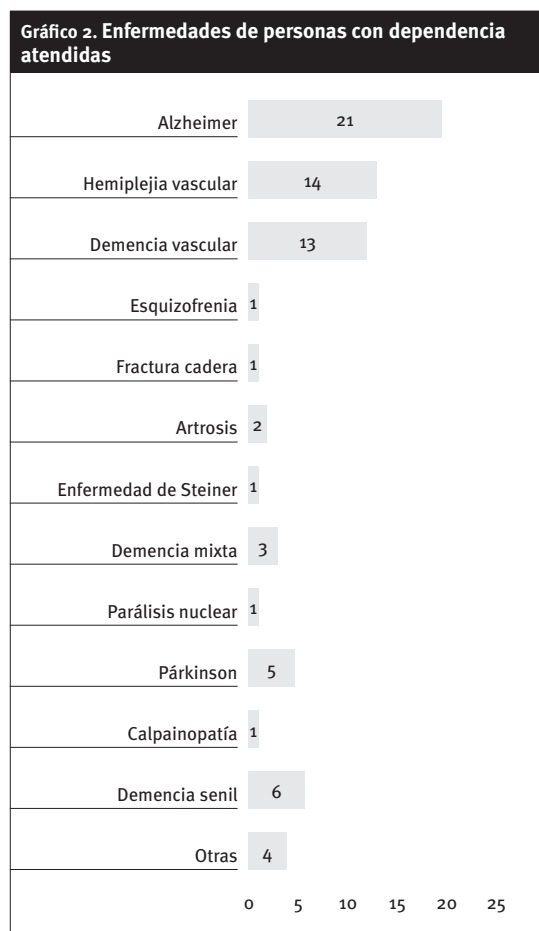 Gráfico 2. Enfermedades de personas con dependencia
atendidas
Alzheimer 21
Hemiplejia vascular 14
Demencia vascular 13
Esquizofrenia 1
Fractura cadera 1
Artrosis 2
Enfermedad de Steiner 1
Demencia mixta 3
Parálisis nuclear 1
Párkinson 5
Calpainopatía 1
Demencia senil 6
Otras 4
0 5 10 15 20 25